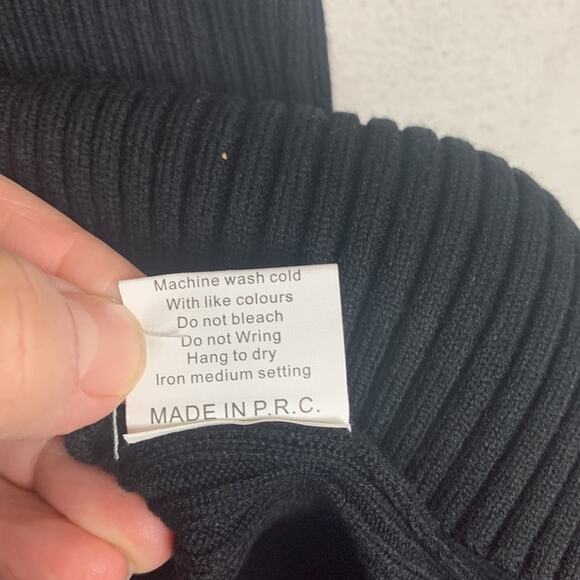 Machine wash cold
With like colours
Do not bleach
Do not Wring
Hang to dry
Iron medium setting
MADE IN P.R.C.